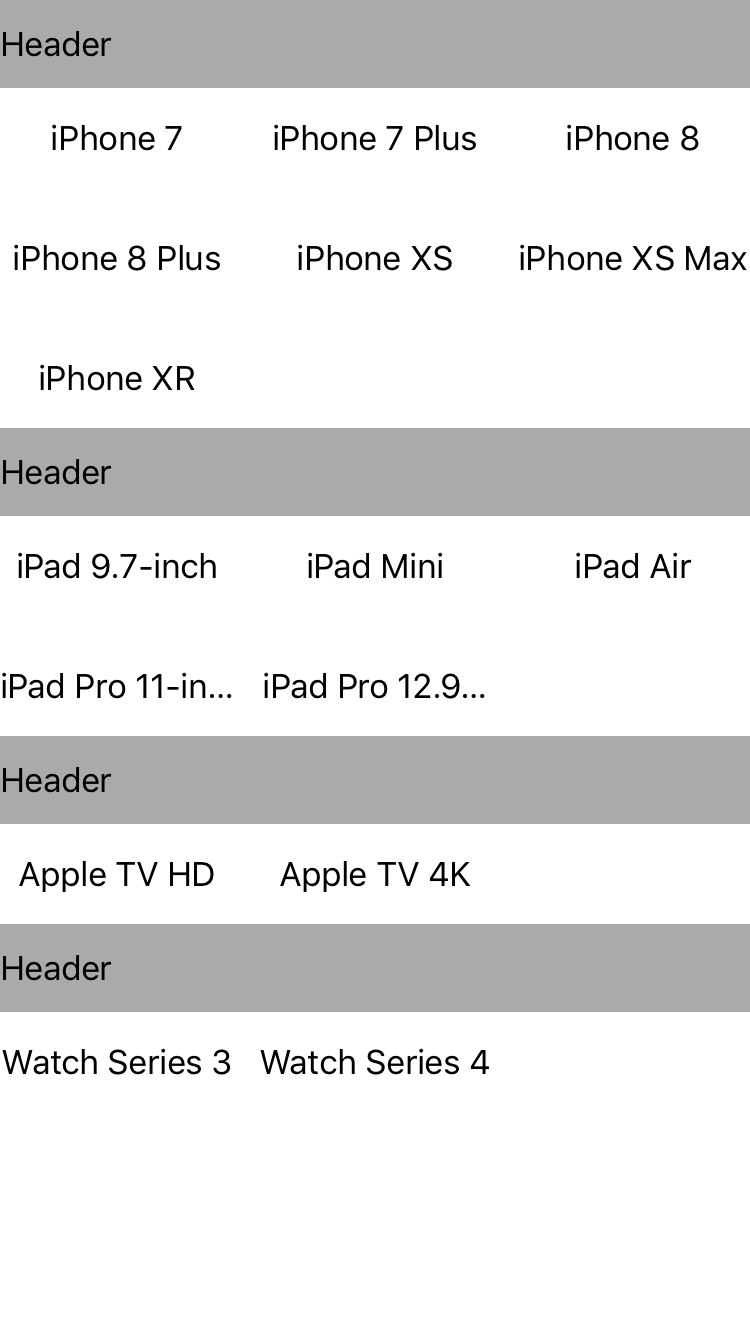 Header
iPhone 7 iPhone 7 Plus iPhone 8
iPhone 8 Plus iPhone XS iPhone XS Max
iPhone XR
Header
iPad 9.7-inch iPad Mini iPad Air
iPad Pro 11-in... iPad Pro 12.9...
Header
Apple TV HD Apple TV 4K
Header
Watch Series 3 Watch Series 4